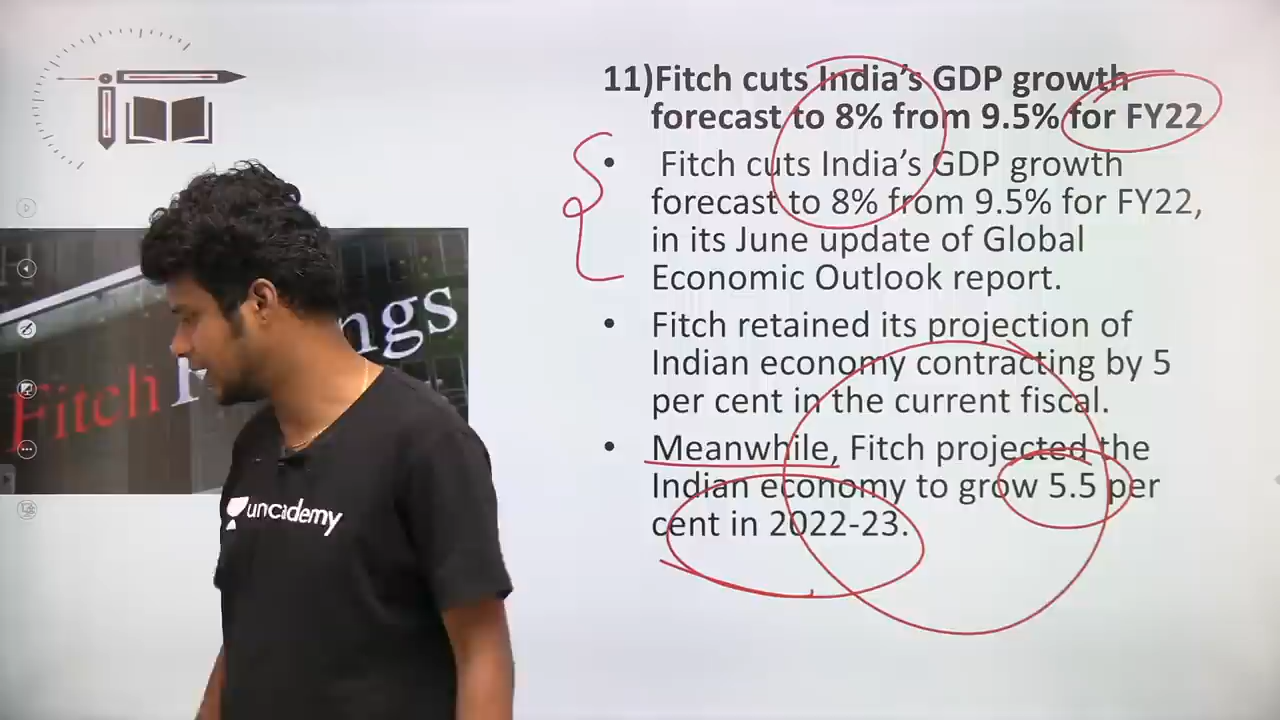 11)Fitch cuts India's GDP growth
forecast to 8% from 9.5% for FY22
• Fitch cuts India's GDP growth
forecast to 8% from 9.5% for FY22,
in its June update of Global
Economic Outlook report.
• Fitch retained its projection of
Indian economy contracting by 5
per cent in the current fiscal.
• Meanwhile, Fitch projected the
Indian economy to grow 5.5 per
cent in 2022-23.
Fitch
ngs
unacademy